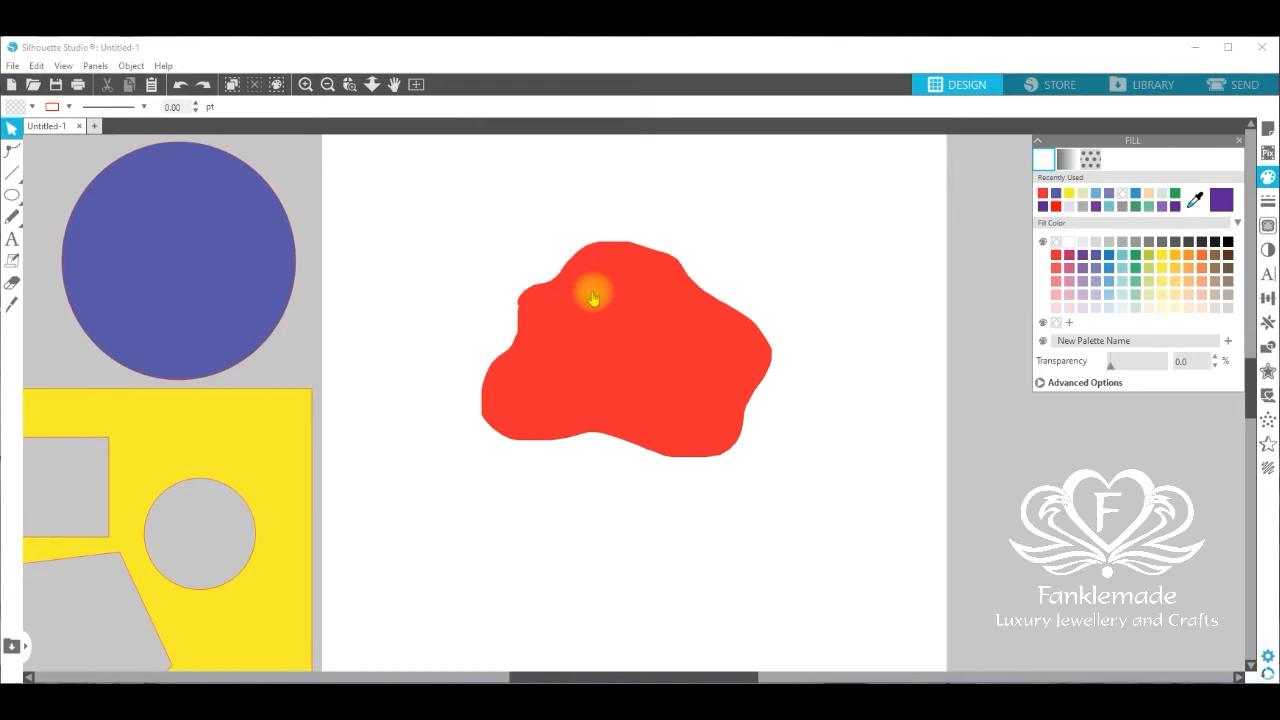 Silhouette Studio®: Untitled-1
File Edit View Panels Object Help
DESIGN STORE LIBRARY SEND
0.00 pt
Untitled-1
FILL
Recently Used
Fill Color
New Palette Name
Transparency 0.0 %
Advanced Options
F
Fanklemade
Luxury Jewellery and Crafts